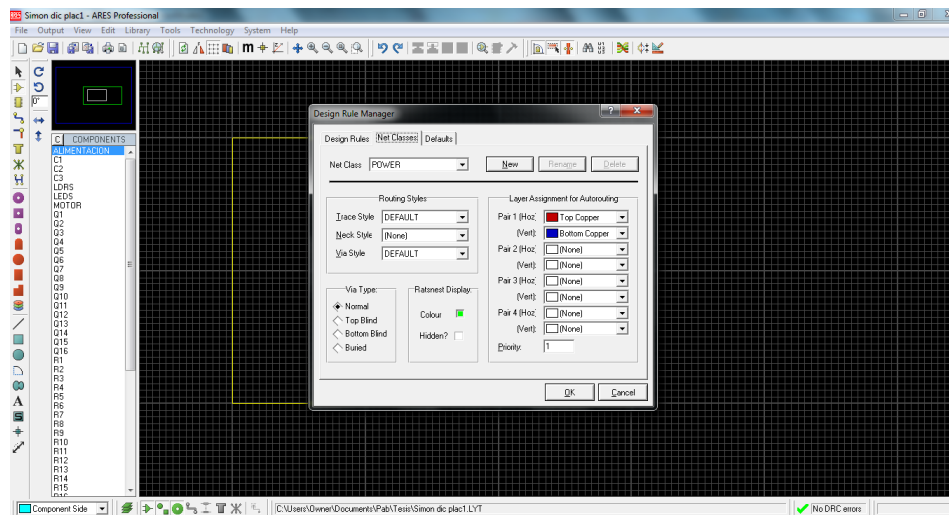 ARES Simon dic plac1 - ARES Professional
File Output View Edit Library Tools Technology System Help
0°
C COMPONENTS
ALIMENTACION
C1
C2
C3
LDRS
LEDS
MOTOR
Q1
Q2
Q3
Q4
Q5
Q6
Q7
Q8
Q9
Q10
Q11
Q12
Q13
Q14
Q15
Q16
R1
R2
R3
R4
R5
R6
R7
R8
R9
R10
R11
R12
R13
R14
R15
Design Rule Manager
Design Rules Net Classes Defaults
Net Class POWER New Rename Delete
Routing Styles
Trace Style DEFAULT
Neck Style (None)
Via Style DEFAULT
Via Type:
Normal
Top Blind
Bottom Blind
Buried
Ratsnest Display:
Colour
Hidden?
Layer Assignment for Autorouting
Pair 1 (Hoz) Top Copper
(Vert): Bottom Copper
Pair 2 (Hoz) (None)
(Vert): (None)
Pair 3 (Hoz) (None)
(Vert): (None)
Pair 4 (Hoz) (None)
(Vert): (None)
Priority: 1
OK Cancel
Component Side C:\Users\Owner\Documents\Pab\Tesis\Simon dic plac1.LYT No DRC errors